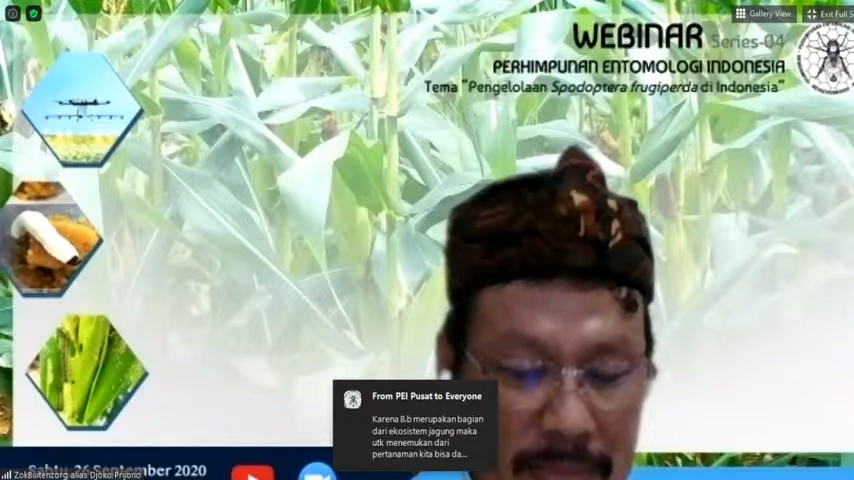 Gallery View
Exit Full S
WEBINAR Series-04
PERHIMPUNAN ENTOMOLOGI INDONESIA
Tema "Pengelolaan Spodoptera frugiperda di Indonesia"
From PEI Pusat to Everyone
Karena B.b merupakan bagian
dari ekosistem jagung maka
utk menemukan dari
pertanaman kita bisa da...
Sabtu, 26 September 2020
ZokBuitenzorg alias Djoko Prijono